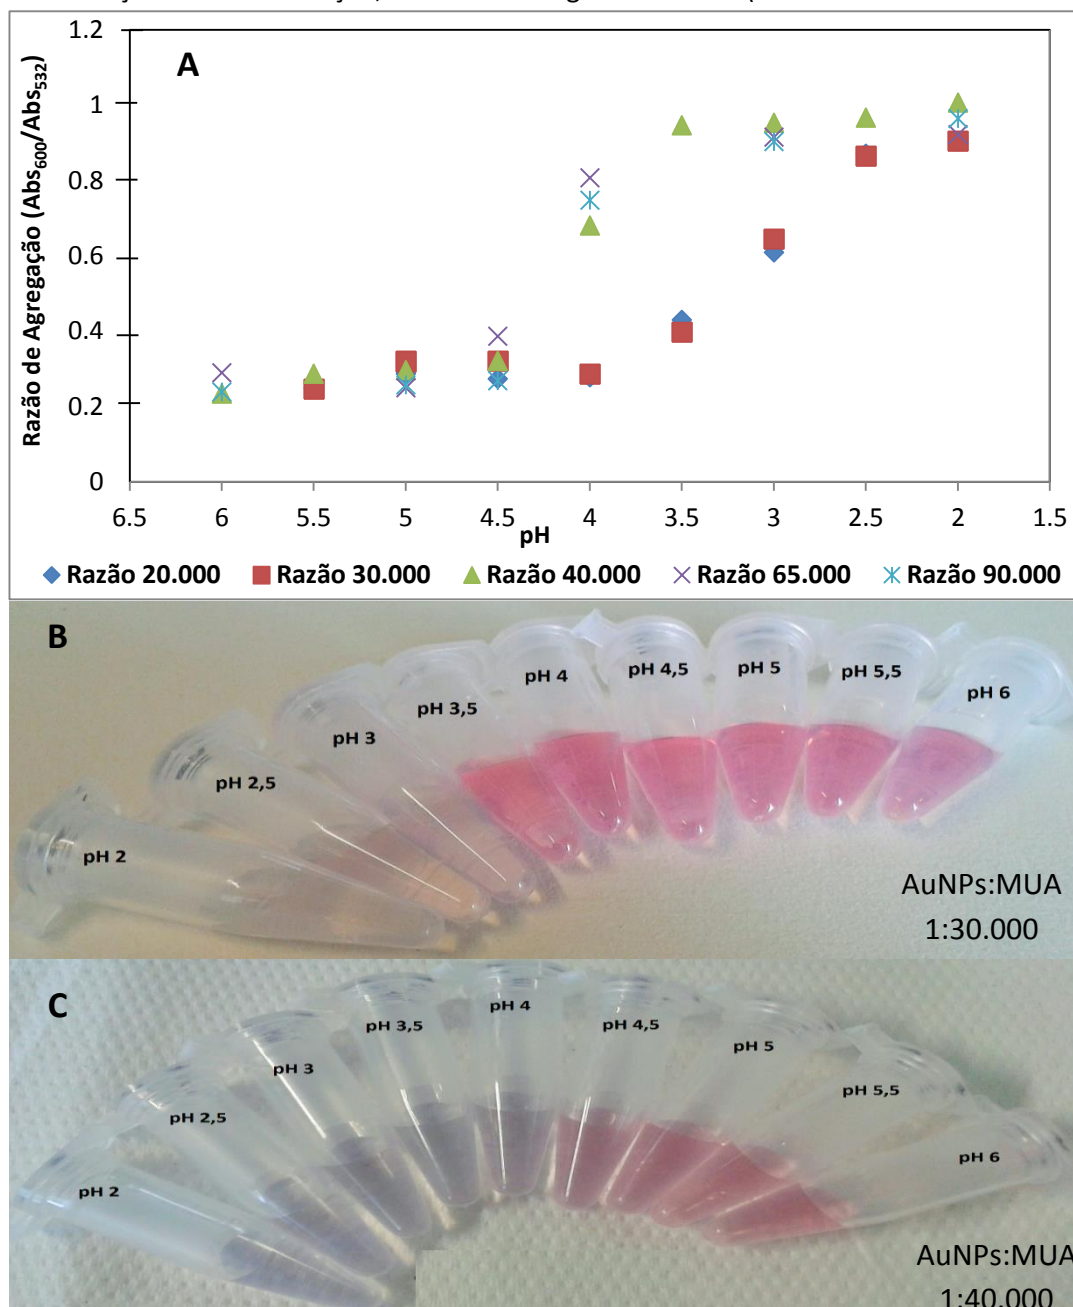 1.2
A
1
0.8
0.6
0.4
0.2
0
Razão de Agregação (Abs600/Abs532)
6.5 6 5.5 5 4.5 4 3.5 3 2.5 2 1.5
pH
Razão 20.000 Razão 30.000 Razão 40.000 Razão 65.000 Razão 90.000
B
pH 2
pH 2,5
pH 3
pH 3,5
pH 4
pH 4,5
pH 5
pH 5,5
pH 6
AuNPs:MUA
1:30.000
C
pH 2
pH 2,5
pH 3
pH 3,5
pH 4
pH 4,5
pH 5
pH 5,5
pH 6
AuNPs:MUA
1:40.000